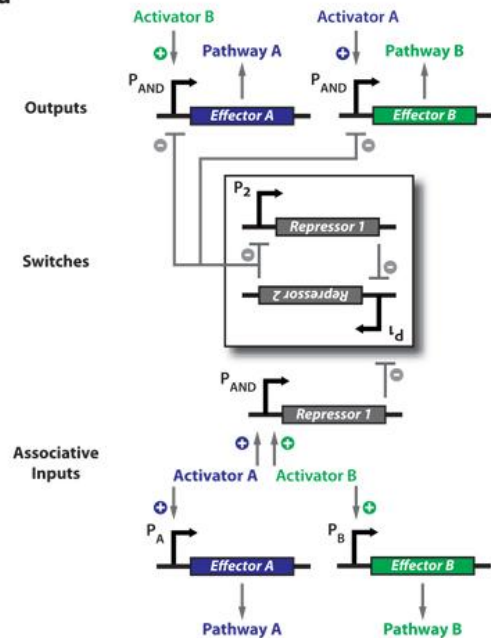 Activator B
Activator A
+
Pathway A
+
Pathway B
PAND
PAND
Outputs
Effector A
Effector B
-
-
P2
Repressor 1
Switches
-
-
Repressor 2
P1
-
PAND
Repressor 1
Associative
Inputs
+
+
Activator A
Activator B
+
+
PA
PB
Effector A
Effector B
Pathway A
Pathway B